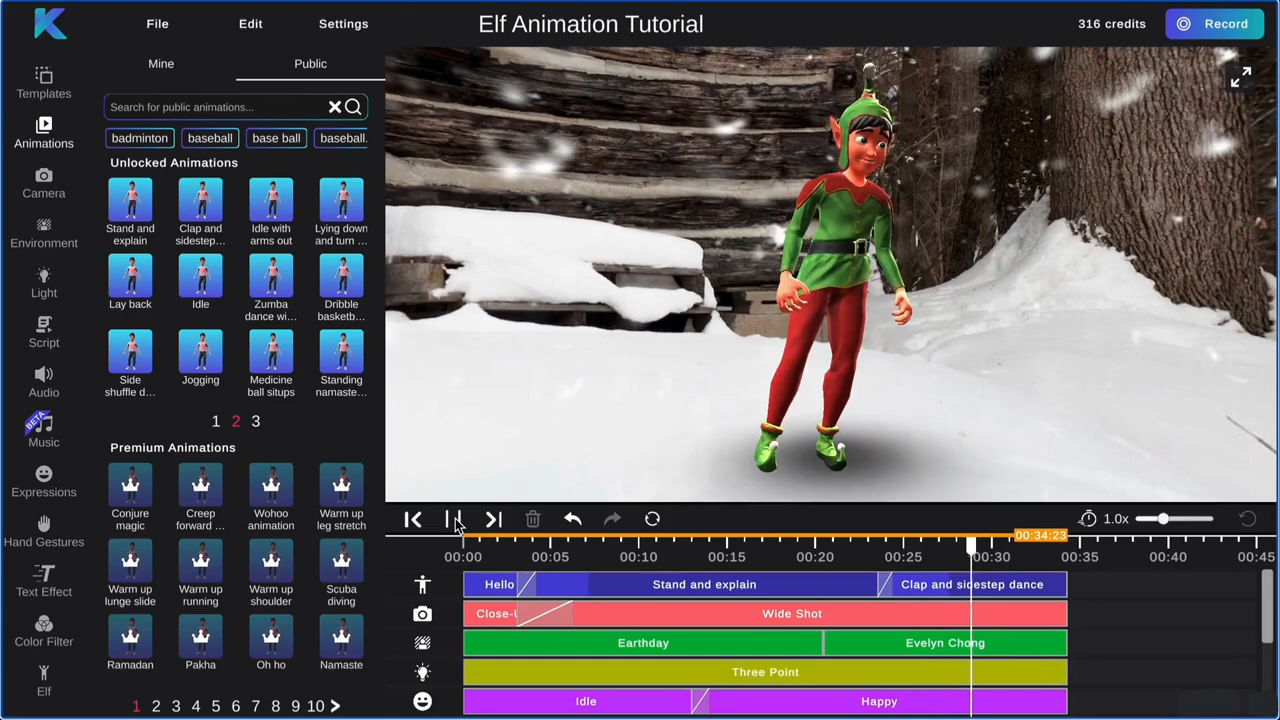 File
Edit
Settings
Elf Animation Tutorial
316 credits
Record
Templates
Animations
Camera
Environment
Light
Script
Audio
BETA
Music
Expressions
Hand Gestures
Text Effect
Color Filter
Elf
Mine
Public
Search for public animations...
badminton
baseball
base ball
baseball.
Unlocked Animations
Stand and
explain
Clap and
sidestep...
Idle with
arms out
Lying down
and turn ...
Lay back
Idle
Zumba
dance wi...
Dribble
basketb...
Side
shuffle d...
Jogging
Medicine
ball situps
Standing
namaste...
1 2 3
Premium Animations
Conjure
magic
Creep
forward ...
Wohoo
animation
Warm up
leg stretch
Warm up
lunge slide
Warm up
running
Warm up
shoulder
Scuba
diving
Ramadan
Pakha
Oh ho
Namaste
1 2 3 4 5 6 7 8 9 10
1.0x
00:34:23
00:00 00:05 00:10 00:15 00:20 00:25 00:30 00:35 00:40 00:45
Hello Stand and explain Clap and sidestep dance
Close-U Wide Shot
Earthday Evelyn Chong
Three Point
Idle Happy